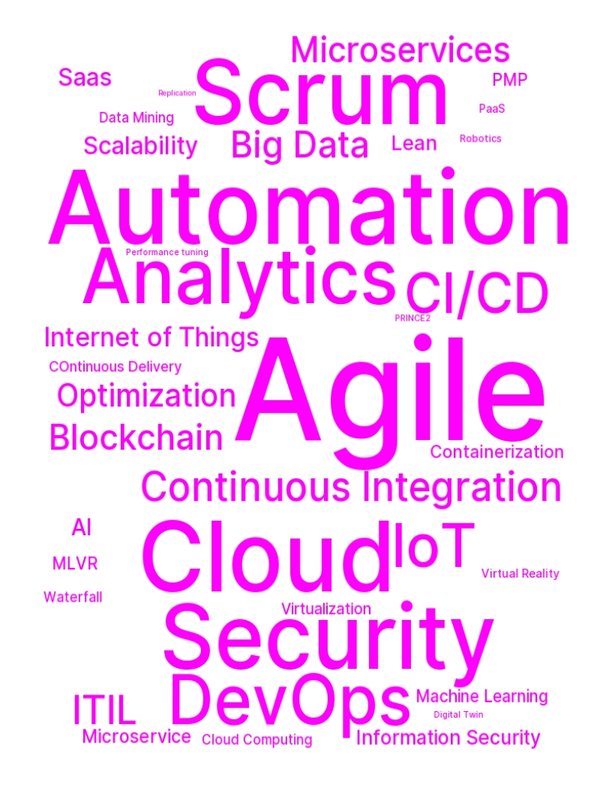 Microservices
Saas
Scrum
PMP
Replication
PaaS
Data Mining
Scalability
Big Data
Lean
Robotics
Automation
Performance tuning
Analytics
CI/CD
PRINCE2
Internet of Things
COntinuous Delivery
Agile
Optimization
Blockchain
Containerization
Continuous Integration
AI
Cloud
IoT
MLVR
Virtual Reality
Waterfall
Virtualization
Security
DevOps
Machine Learning
ITIL
Digital Twin
Microservice
Cloud Computing
Information Security